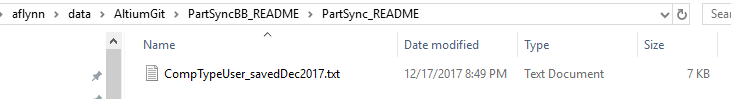 aflynn > data > AltiumGit > PartSyncBB_README > PartSync_README Sear
Name Date modified Type Size
CompTypeUser_savedDec2017.txt 12/17/2017 8:49 PM Text Document 7 KB